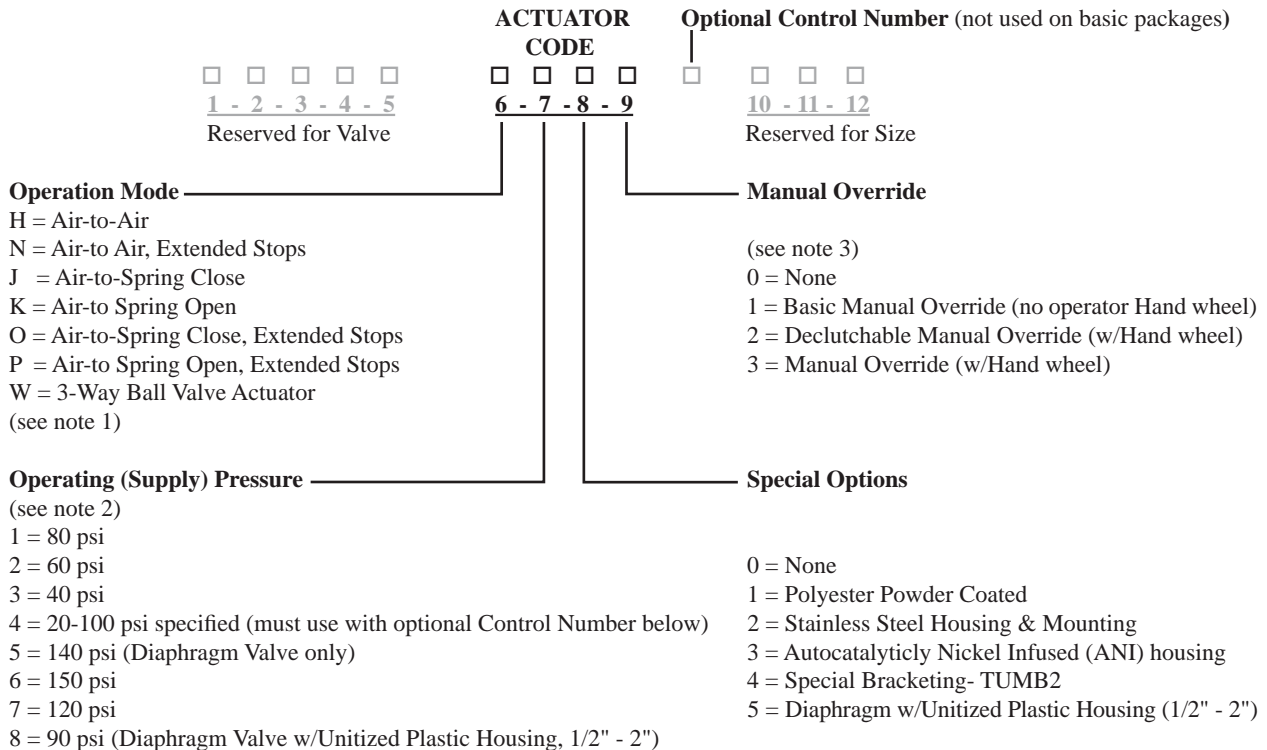 ACTUATOR CODE
Optional Control Number (not used on basic packages)
1 - 2 - 3 - 4 - 5
6 - 7 - 8 - 9
10 - 11 - 12
Reserved for Valve
Reserved for Size
Operation Mode
H = Air-to-Air
N = Air-to Air, Extended Stops
J = Air-to-Spring Close
K = Air-to Spring Open
O = Air-to-Spring Close, Extended Stops
P = Air-to Spring Open, Extended Stops
W = 3-Way Ball Valve Actuator
(see note 1)
Manual Override
(see note 3)
0 = None
1 = Basic Manual Override (no operator Hand wheel)
2 = Declutchable Manual Override (w/Hand wheel)
3 = Manual Override (w/Hand wheel)
Operating (Supply) Pressure
(see note 2)
1 = 80 psi
2 = 60 psi
3 = 40 psi
4 = 20-100 psi specified (must use with optional Control Number below)
5 = 140 psi (Diaphragm Valve only)
6 = 150 psi
7 = 120 psi
8 = 90 psi (Diaphragm Valve w/Unitized Plastic Housing, 1/2" - 2")
Special Options
0 = None
1 = Polyester Powder Coated
2 = Stainless Steel Housing & Mounting
3 = Autocatalyticly Nickel Infused (ANI) housing
4 = Special Bracketing- TUMB2
5 = Diaphragm w/Unitized Plastic Housing (1/2" - 2")